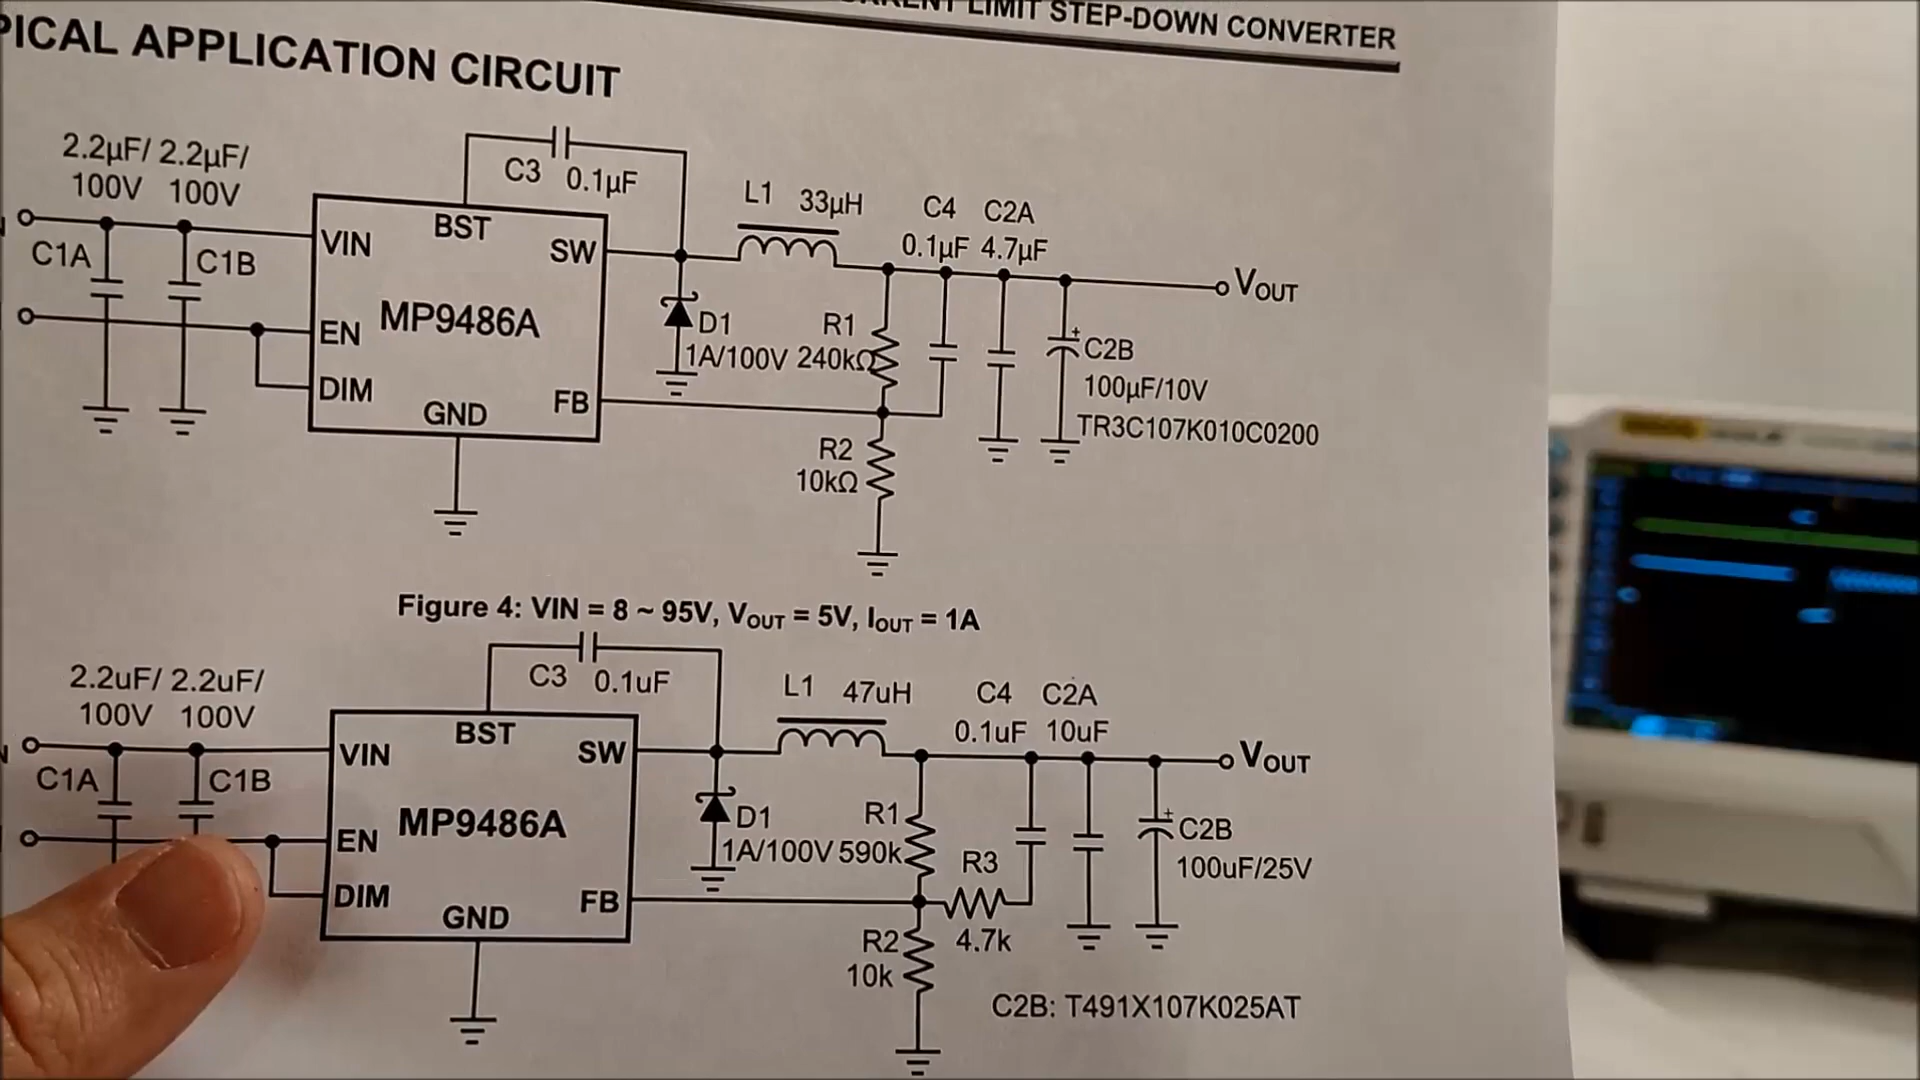 LIMIT STEP-DOWN CONVERTER
PICAL APPLICATION CIRCUIT
2.2µF/ 2.2µF/
100V 100V
C3 0.1µF
L1 33µH
C4 C2A
0.1µF 4.7µF
C1A C1B
VIN BST SW
VOUT
EN MP9486A
DIM GND FB
D1
1A/100V
R1
240kΩ
C2B
100µF/10V
TR3C107K010C0200
R2
10kΩ
Figure 4: VIN = 8 ~ 95V, VOUT = 5V, IOUT = 1A
2.2uF/ 2.2uF/
100V 100V
C3 0.1uF
L1 47uH
C4 C2A
0.1uF 10uF
C1A C1B
VIN BST SW
VOUT
EN MP9486A
DIM GND FB
D1
1A/100V
R1
590k
R3
4.7k
C2B
100uF/25V
R2
10k
C2B: T491X107K025AT